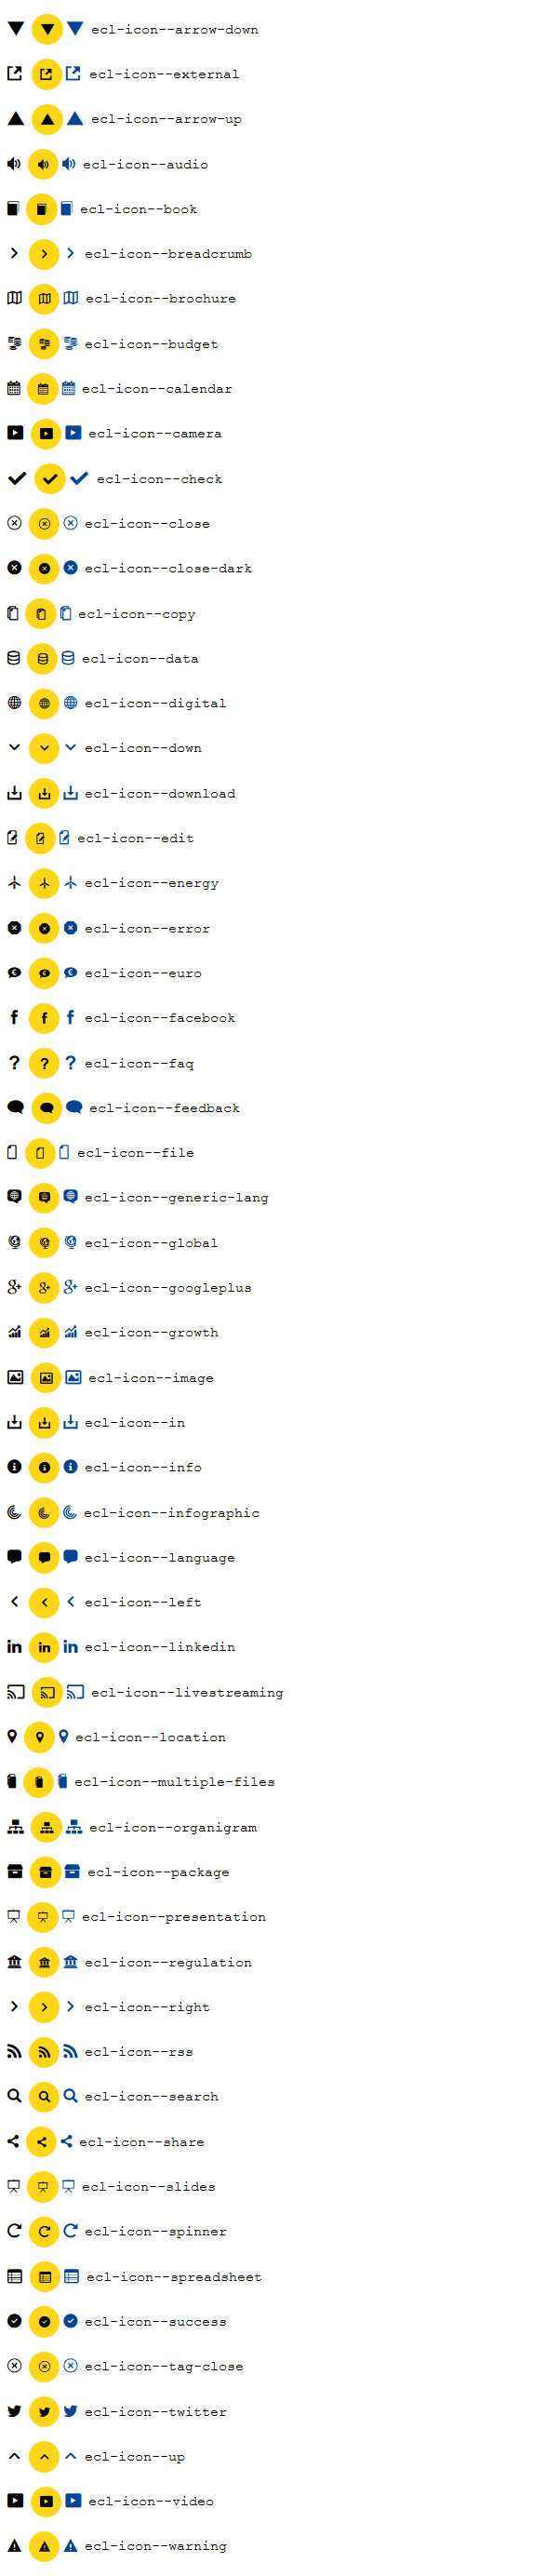 ecl-icon--arrow-down
ecl-icon--external
ecl-icon--arrow-up
ecl-icon--audio
ecl-icon--book
ecl-icon--breadcrumb
ecl-icon--brochure
ecl-icon--budget
ecl-icon--calendar
ecl-icon--camera
ecl-icon--check
ecl-icon--close
ecl-icon--close-dark
ecl-icon--copy
ecl-icon--data
ecl-icon--digital
ecl-icon--down
ecl-icon--download
ecl-icon--edit
ecl-icon--energy
ecl-icon--error
ecl-icon--euro
ecl-icon--facebook
ecl-icon--faq
ecl-icon--feedback
ecl-icon--file
ecl-icon--generic-lang
ecl-icon--global
ecl-icon--googleplus
ecl-icon--growth
ecl-icon--image
ecl-icon--in
ecl-icon--info
ecl-icon--infographic
ecl-icon--language
ecl-icon--left
ecl-icon--linkedin
ecl-icon--livestreaming
ecl-icon--location
ecl-icon--multiple-files
ecl-icon--organigram
ecl-icon--package
ecl-icon--presentation
ecl-icon--regulation
ecl-icon--right
ecl-icon--rss
ecl-icon--search
ecl-icon--share
ecl-icon--slides
ecl-icon--spinner
ecl-icon--spreadsheet
ecl-icon--success
ecl-icon--tag-close
ecl-icon--twitter
ecl-icon--up
ecl-icon--video
ecl-icon--warning